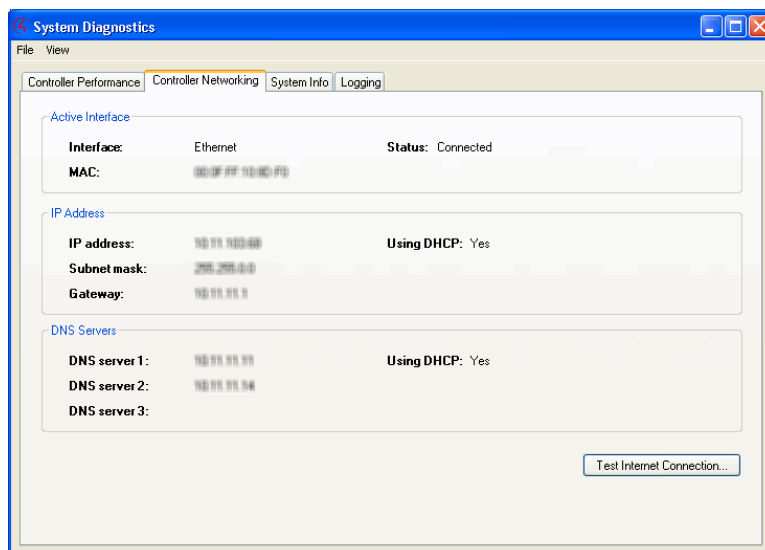 System Diagnostics
File View
Controller Performance Controller Networking System Info Logging
Active Interface
Interface: Ethernet Status: Connected
MAC:
IP Address
IP address: Using DHCP: Yes
Subnet mask:
Gateway:
DNS Servers
DNS server 1: Using DHCP: Yes
DNS server 2:
DNS server 3:
Test Internet Connection...